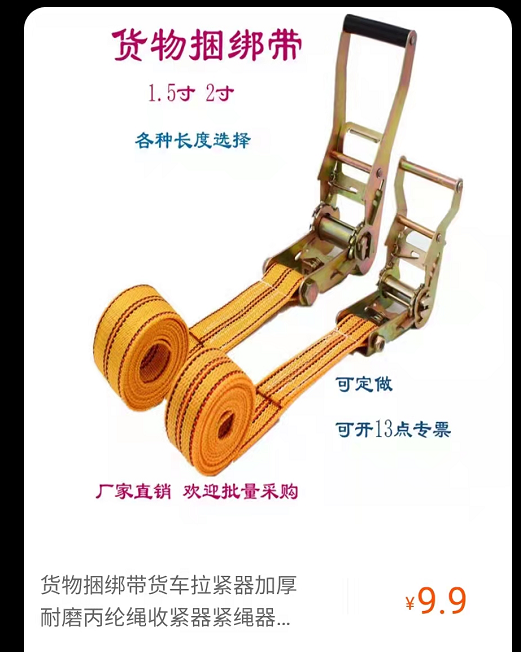 货物捆绑带
1.5寸 2寸
各种长度选择
可定做
可开13点专票
厂家直销 欢迎批量采购
货物捆绑带货车拉紧器加厚
耐磨丙纶绳收紧器紧绳器...
¥9.9